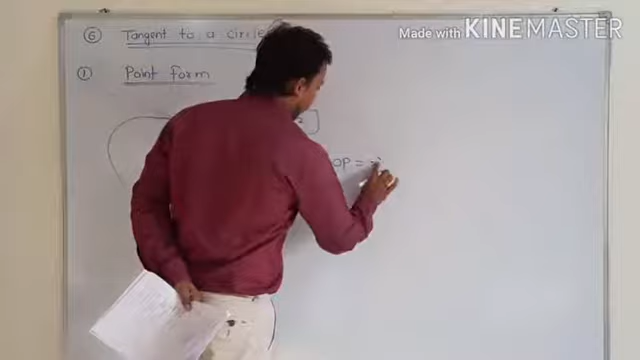 Made with KINEMASTER
⑥ Tangent to a circle
① Point form
OP =